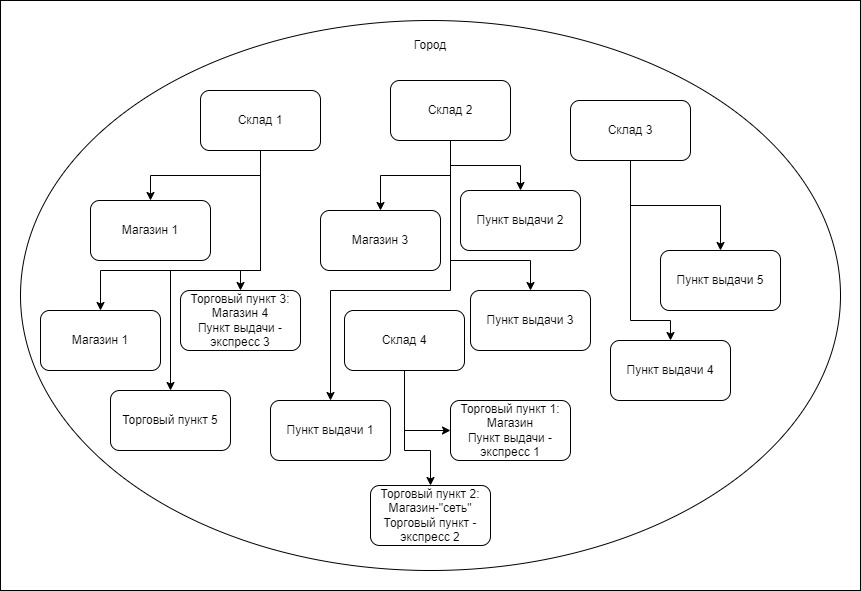 Город
Склад 1
Склад 2
Склад 3
Магазин 1
Магазин 3
Пункт выдачи 2
Пункт выдачи 5
Торговый пункт 3:
Магазин 4
Пункт выдачи -
экспресс 3
Магазин 1
Склад 4
Пункт выдачи 3
Пункт выдачи 4
Торговый пункт 5
Пункт выдачи 1
Торговый пункт 1:
Магазин
Пункт выдачи -
экспресс 1
Торговый пункт 2:
Магазин-"сеть"
Торговый пункт -
экспресс 2